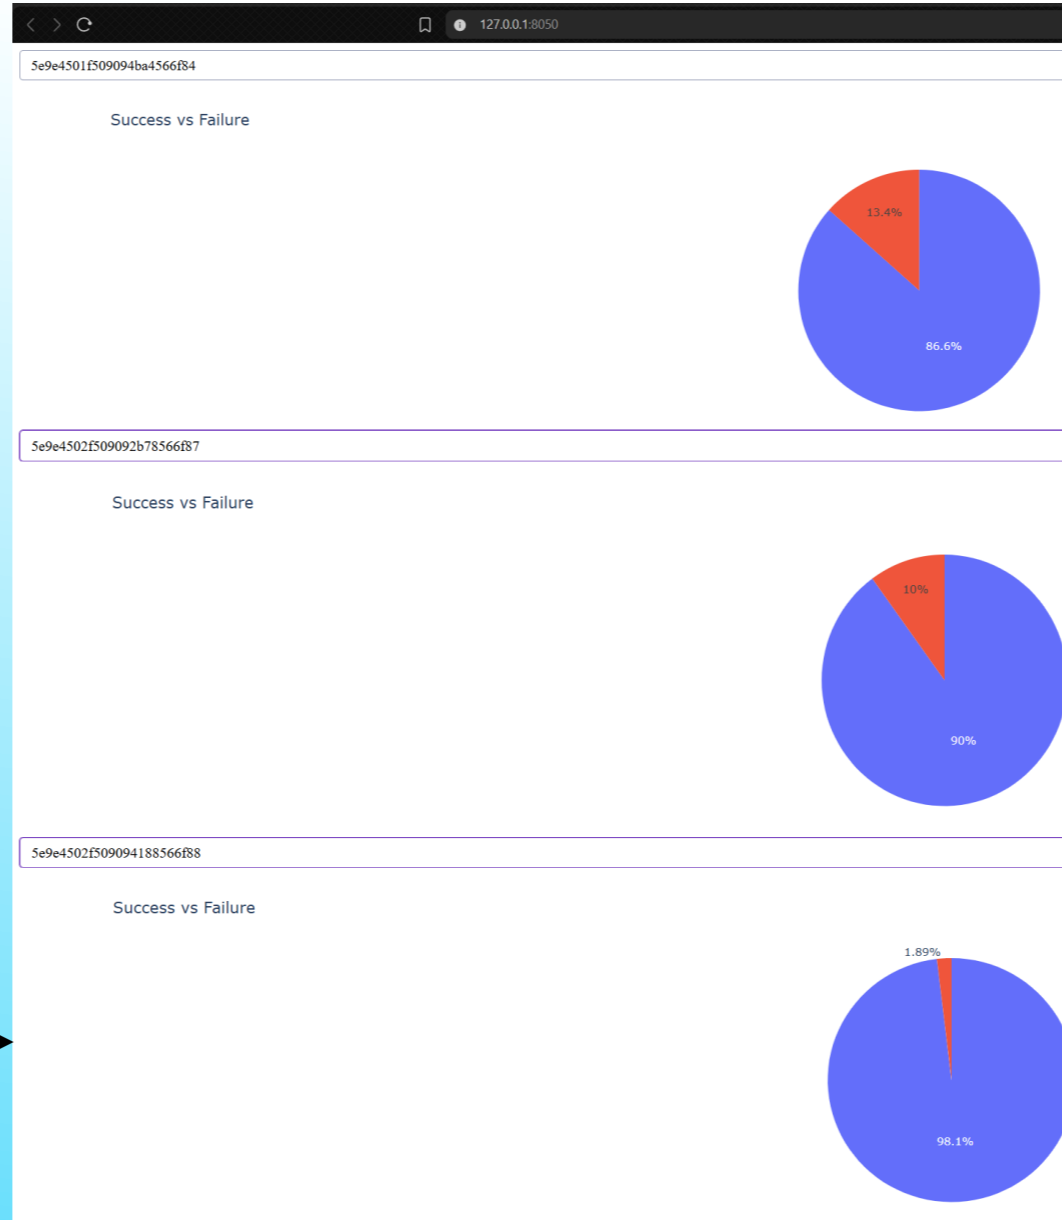 127.0.0.1:8050
5e9e4501f509094ba4566f84
Success vs Failure
13.4%
86.6%
5e9e4502f509092b78566f87
Success vs Failure
10%
90%
5e9e4502f509094188566f88
Success vs Failure
1.89%
98.1%